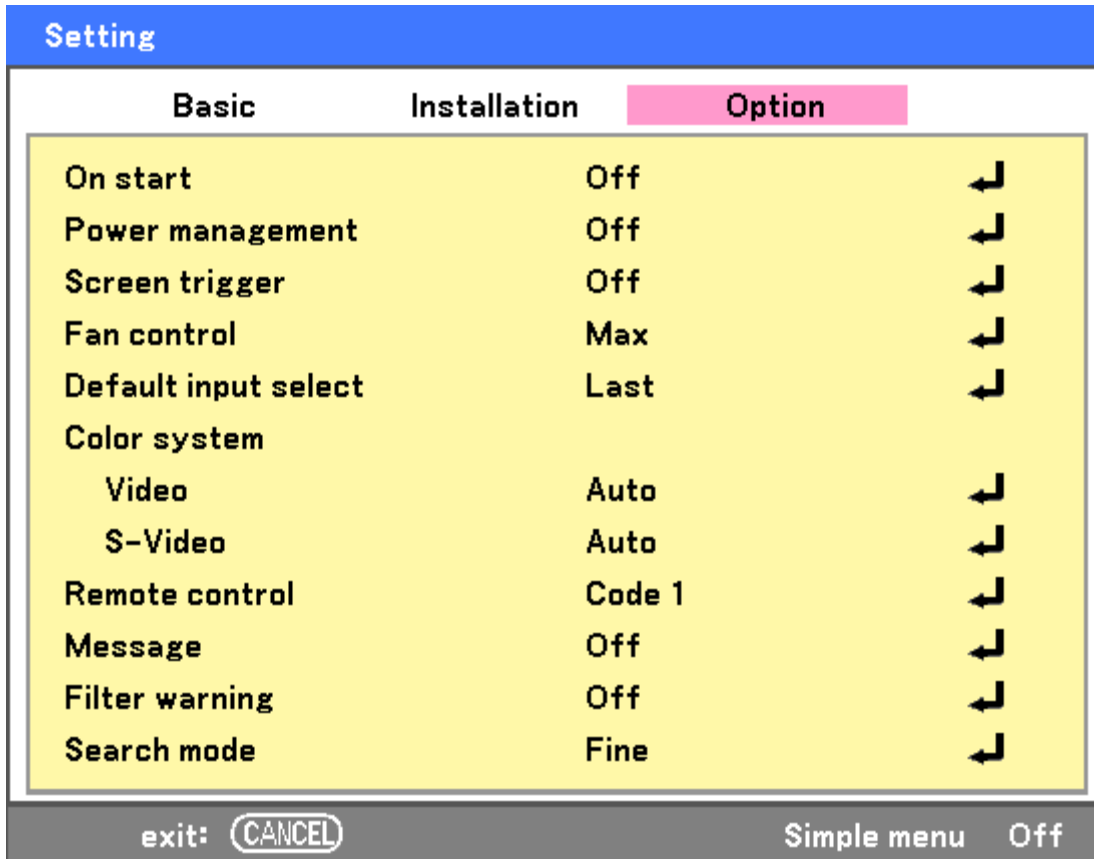 Setting
Basic Installation Option
On start Off
Power management Off
Screen trigger Off
Fan control Max
Default input select Last
Color system
Video Auto
S-Video Auto
Remote control Code 1
Message Off
Filter warning Off
Search mode Fine
exit: CANCEL Simple menu Off